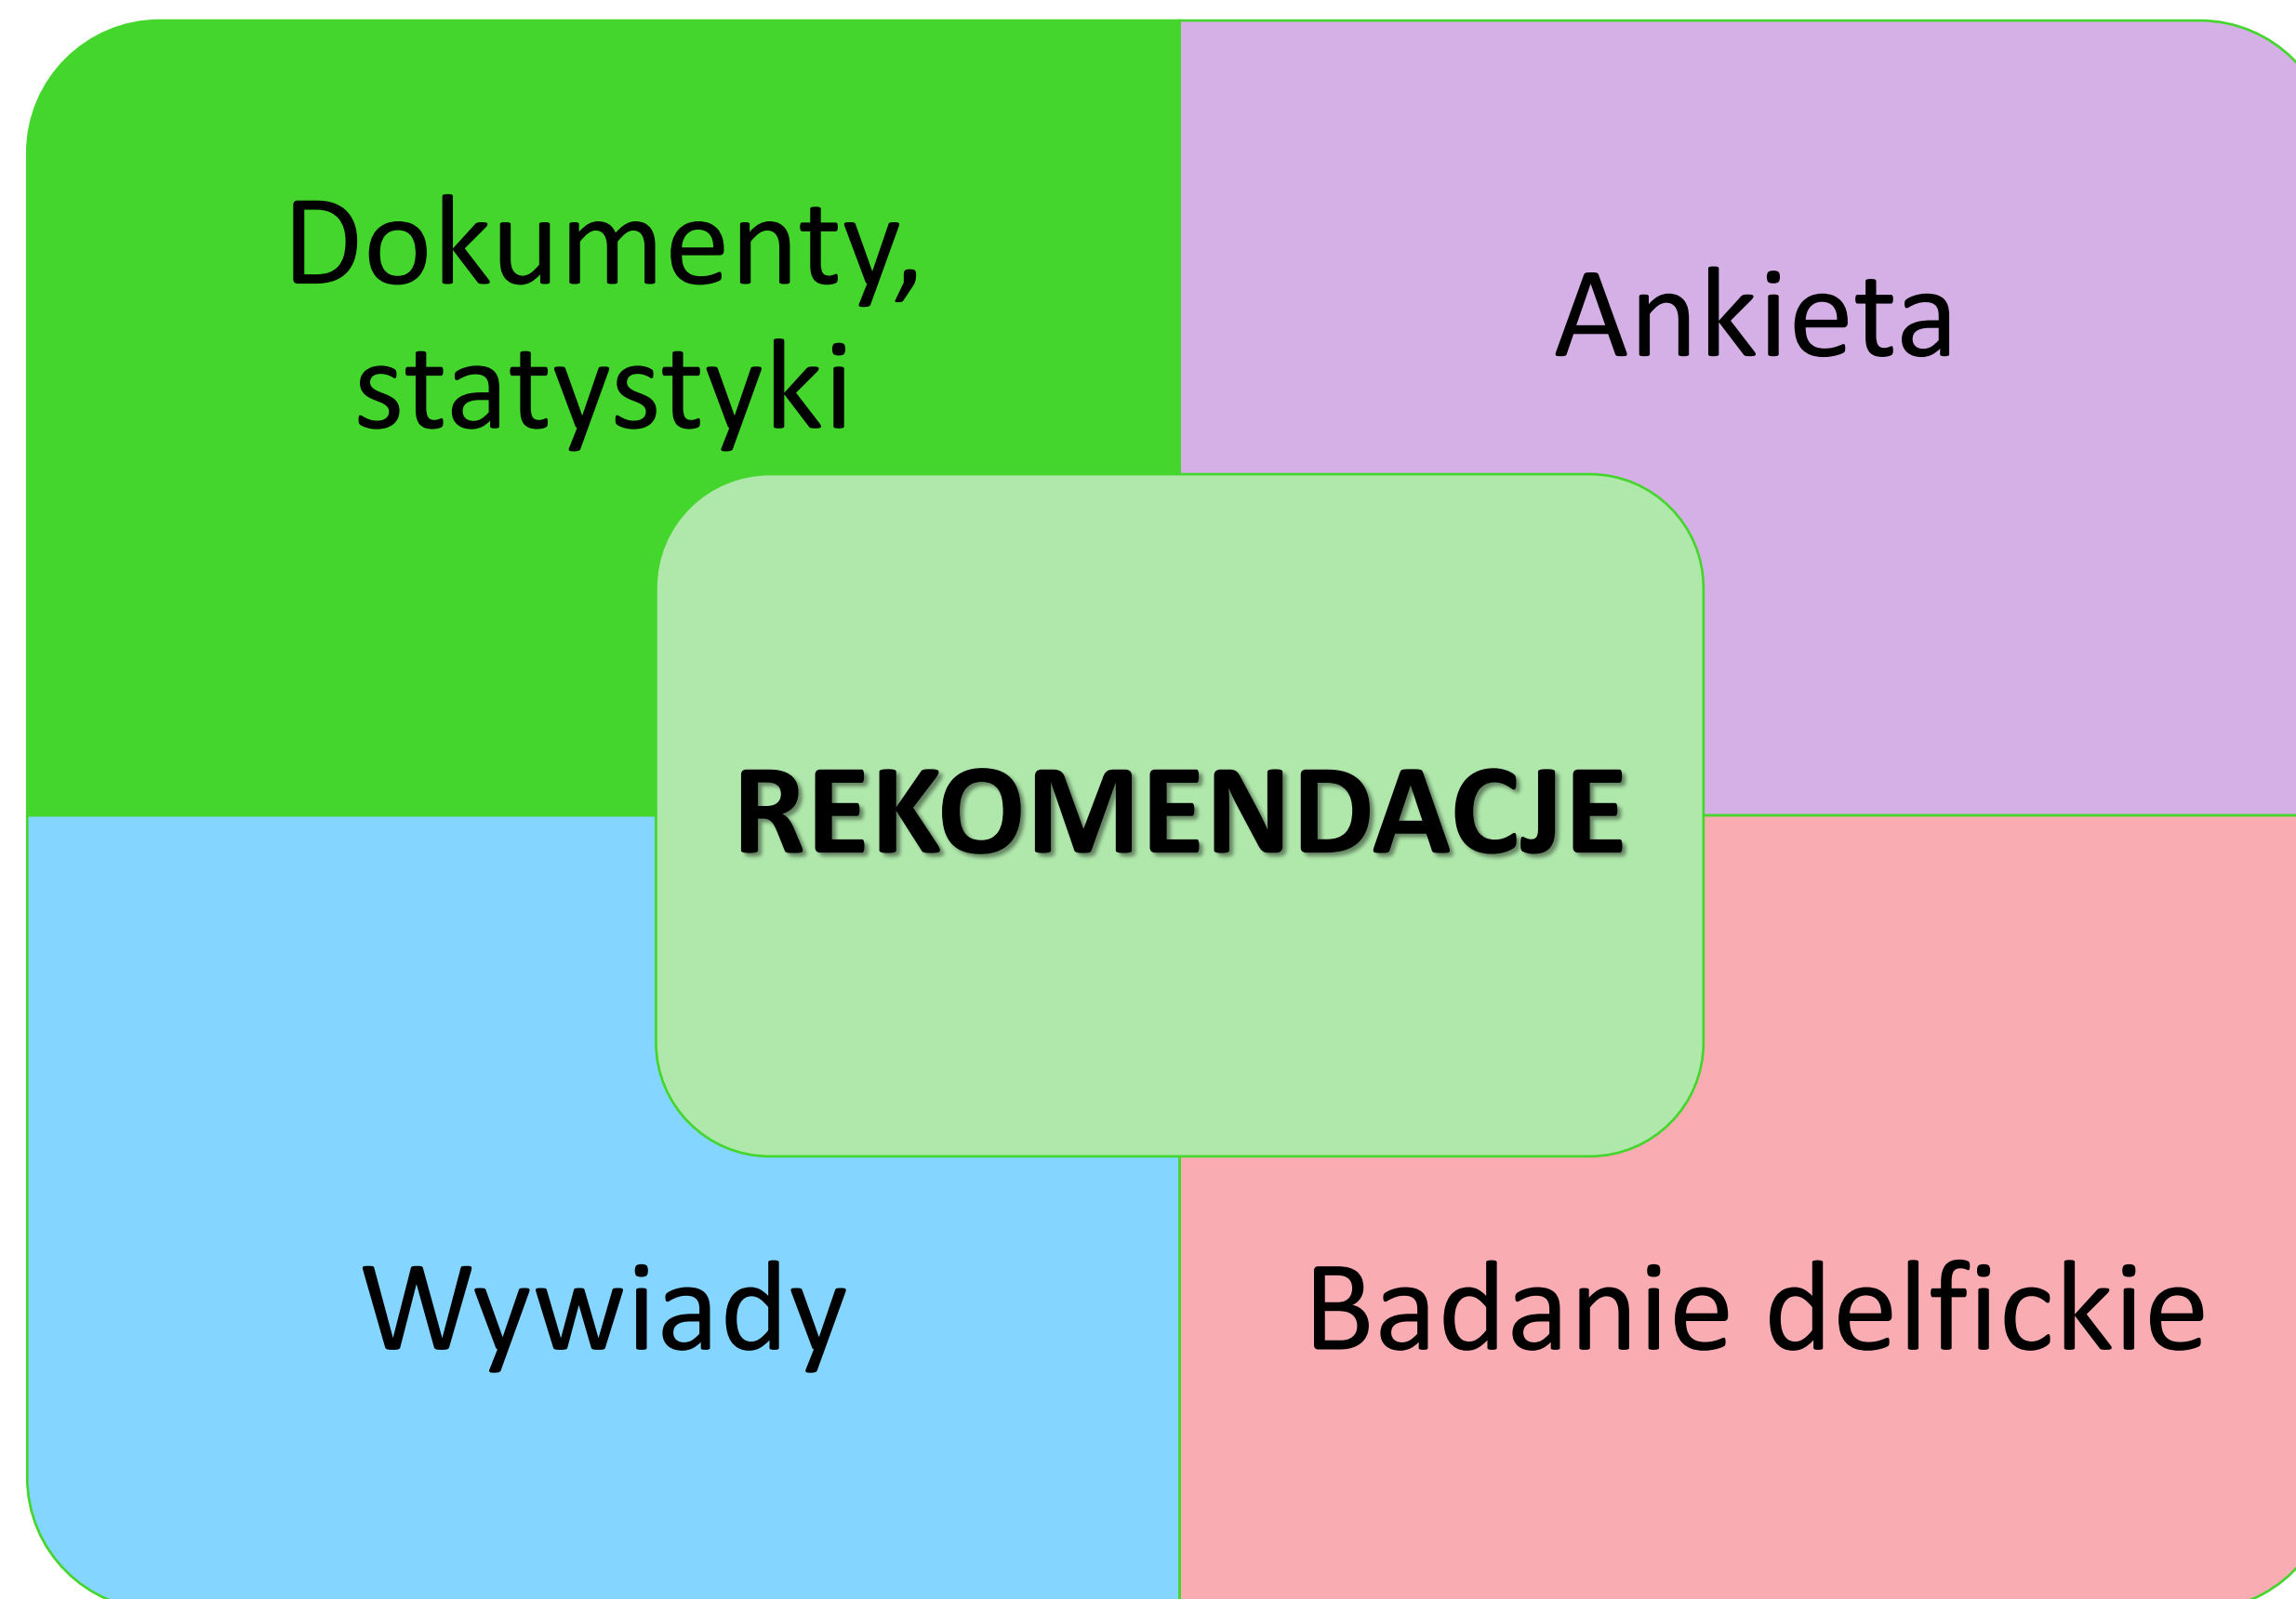 Dokumenty,
statystyki
Ankieta
REKOMENDACJE
Wywiady
Badanie delfickie